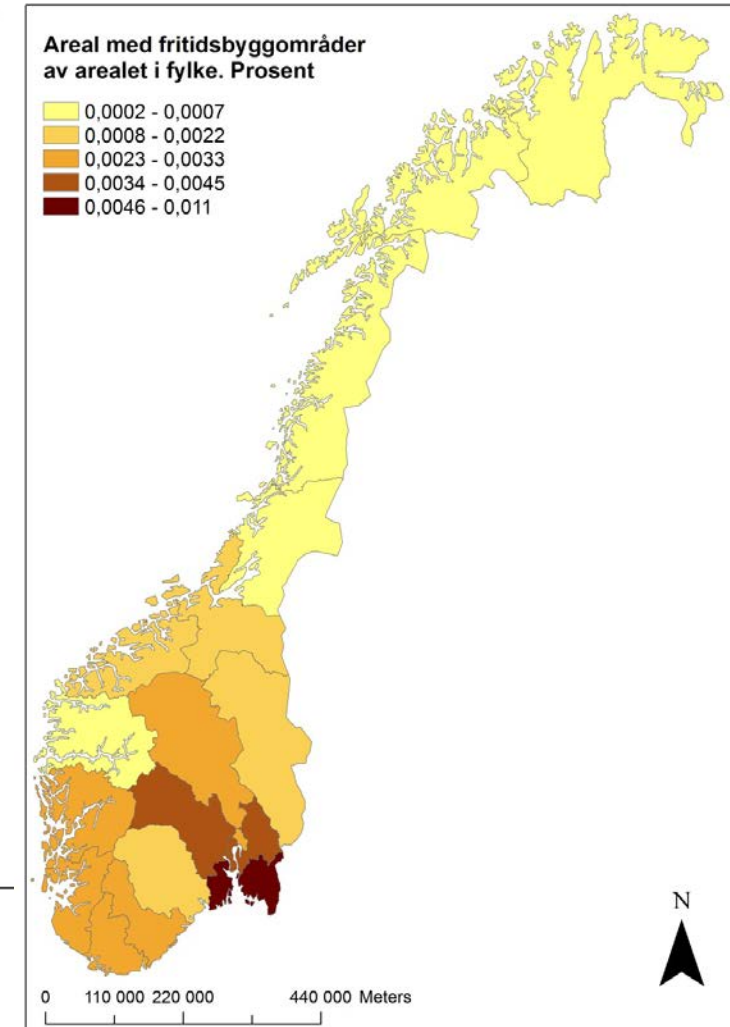 Areal med fritidsbyggområder
av arealet i fylke. Prosent
0,0002 - 0,0007
0,0008 - 0,0022
0,0023 - 0,0033
0,0034 - 0,0045
0,0046 - 0,011
N
0 110 000 220 000 440 000 Meters